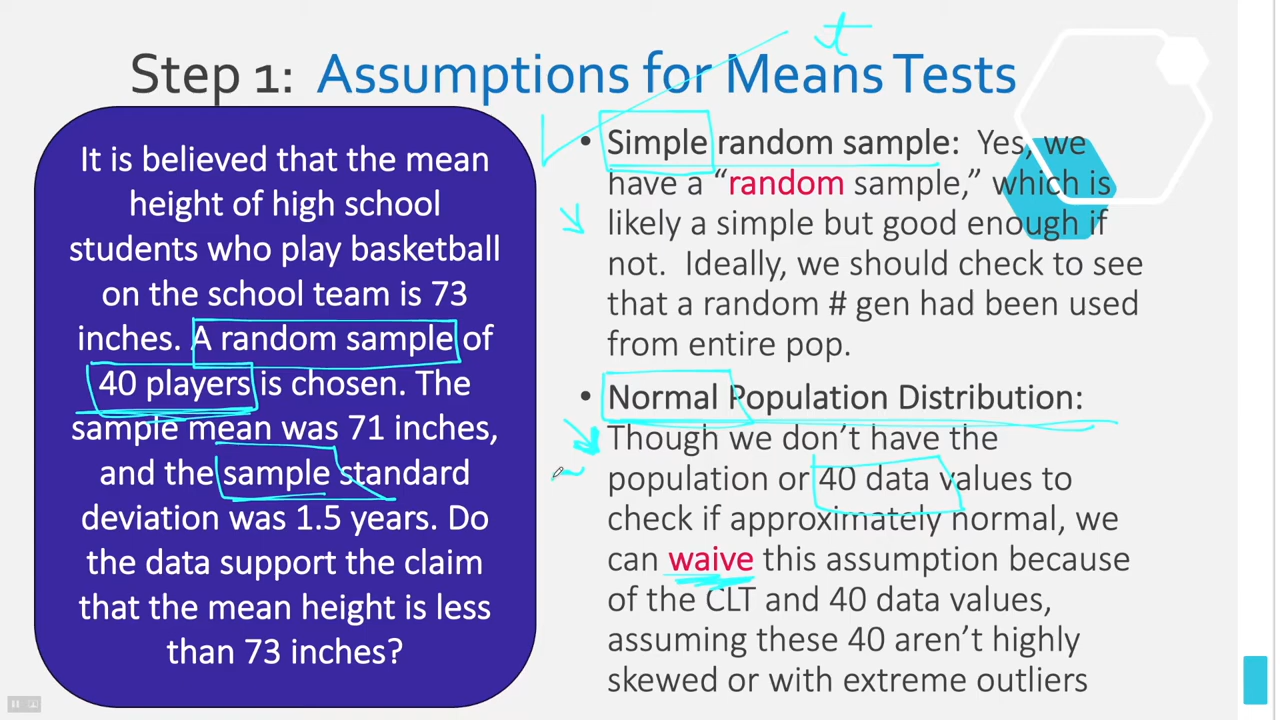 t
Step 1: Assumptions for Means Tests
It is believed that the mean
height of high school
students who play basketball
on the school team is 73
inches. A random sample of
40 players is chosen. The
sample mean was 71 inches,
and the sample standard
deviation was 1.5 years. Do
the data support the claim
that the mean height is less
than 73 inches?
• Simple random sample: Yes, we
have a “random sample,” which is
likely a simple but good enough if
not. Ideally, we should check to see
that a random # gen had been used
from entire pop.
• Normal Population Distribution:
Though we don’t have the
population or 40 data values to
check if approximately normal, we
can waive this assumption because
of the CLT and 40 data values,
assuming these 40 aren’t highly
skewed or with extreme outliers